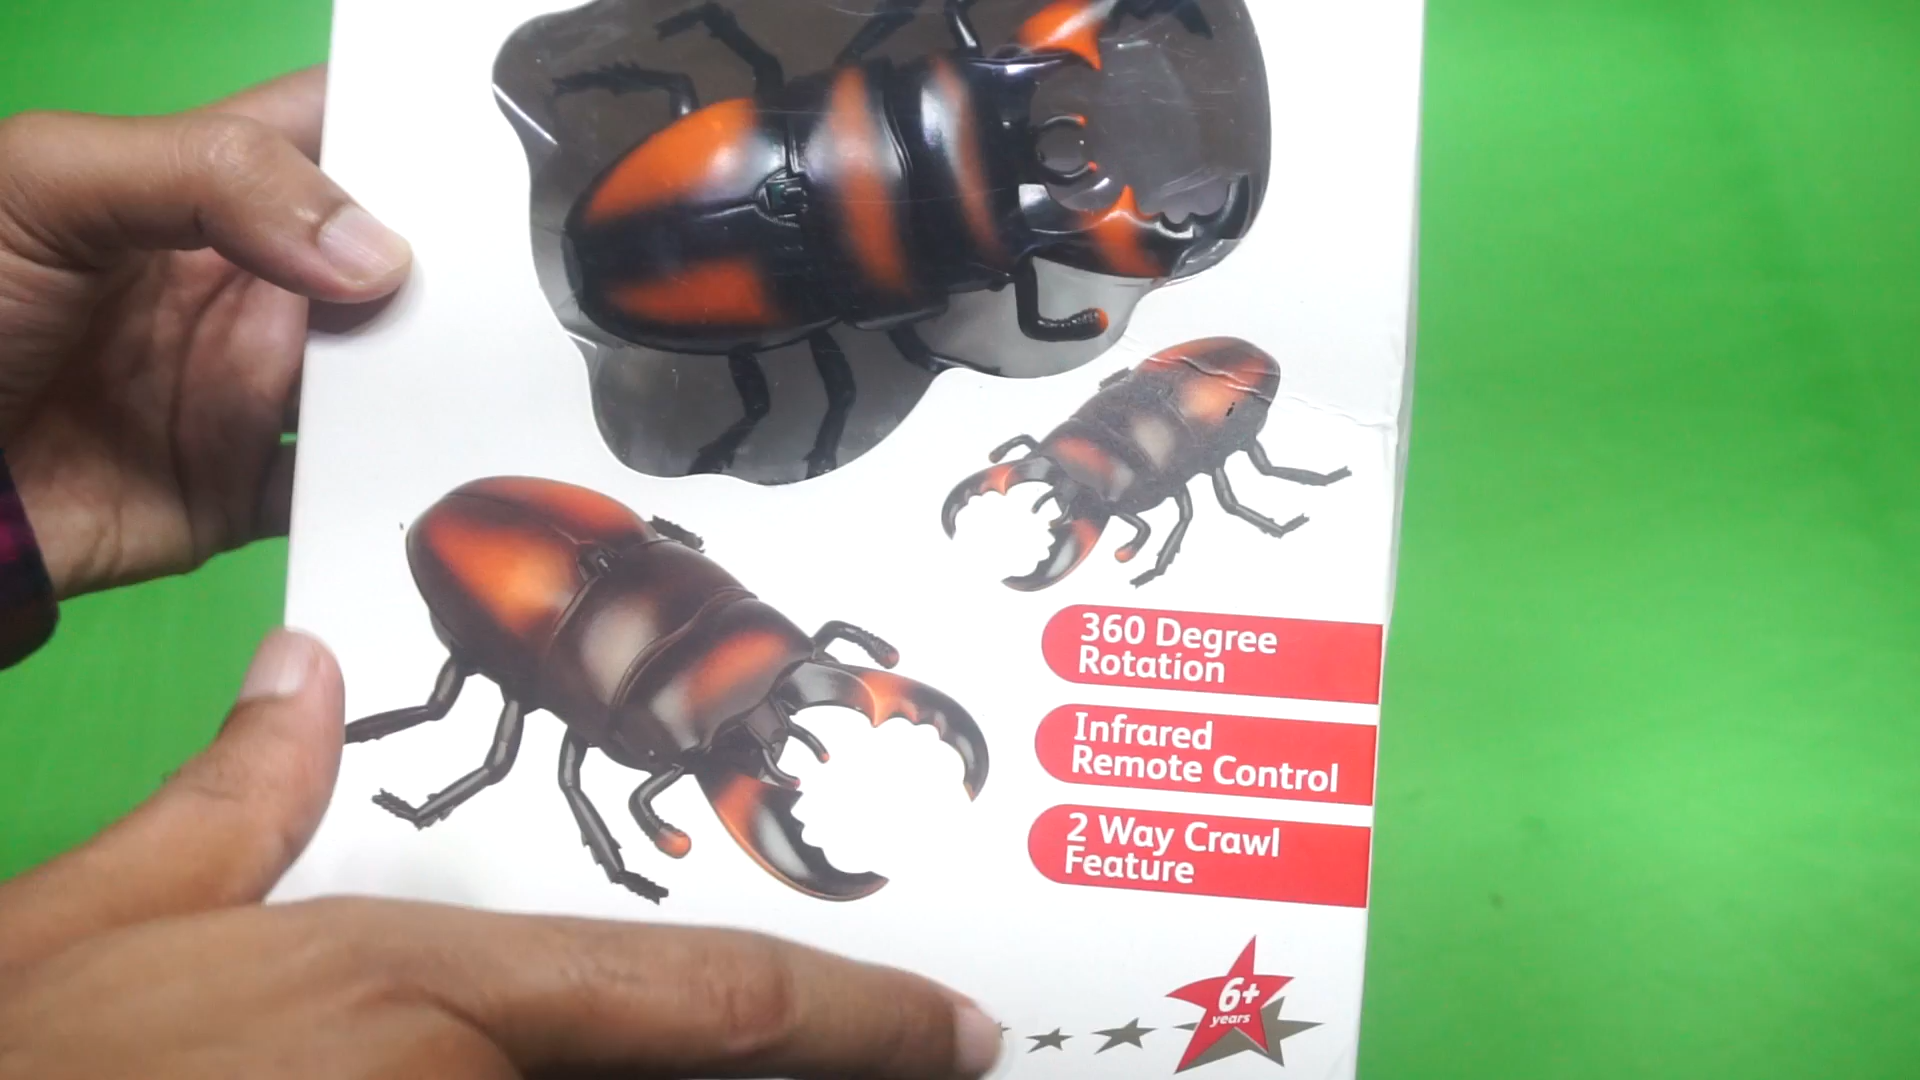 360 Degree
Rotation
Infrared
Remote Control
2 Way Crawl
Feature
6+
years